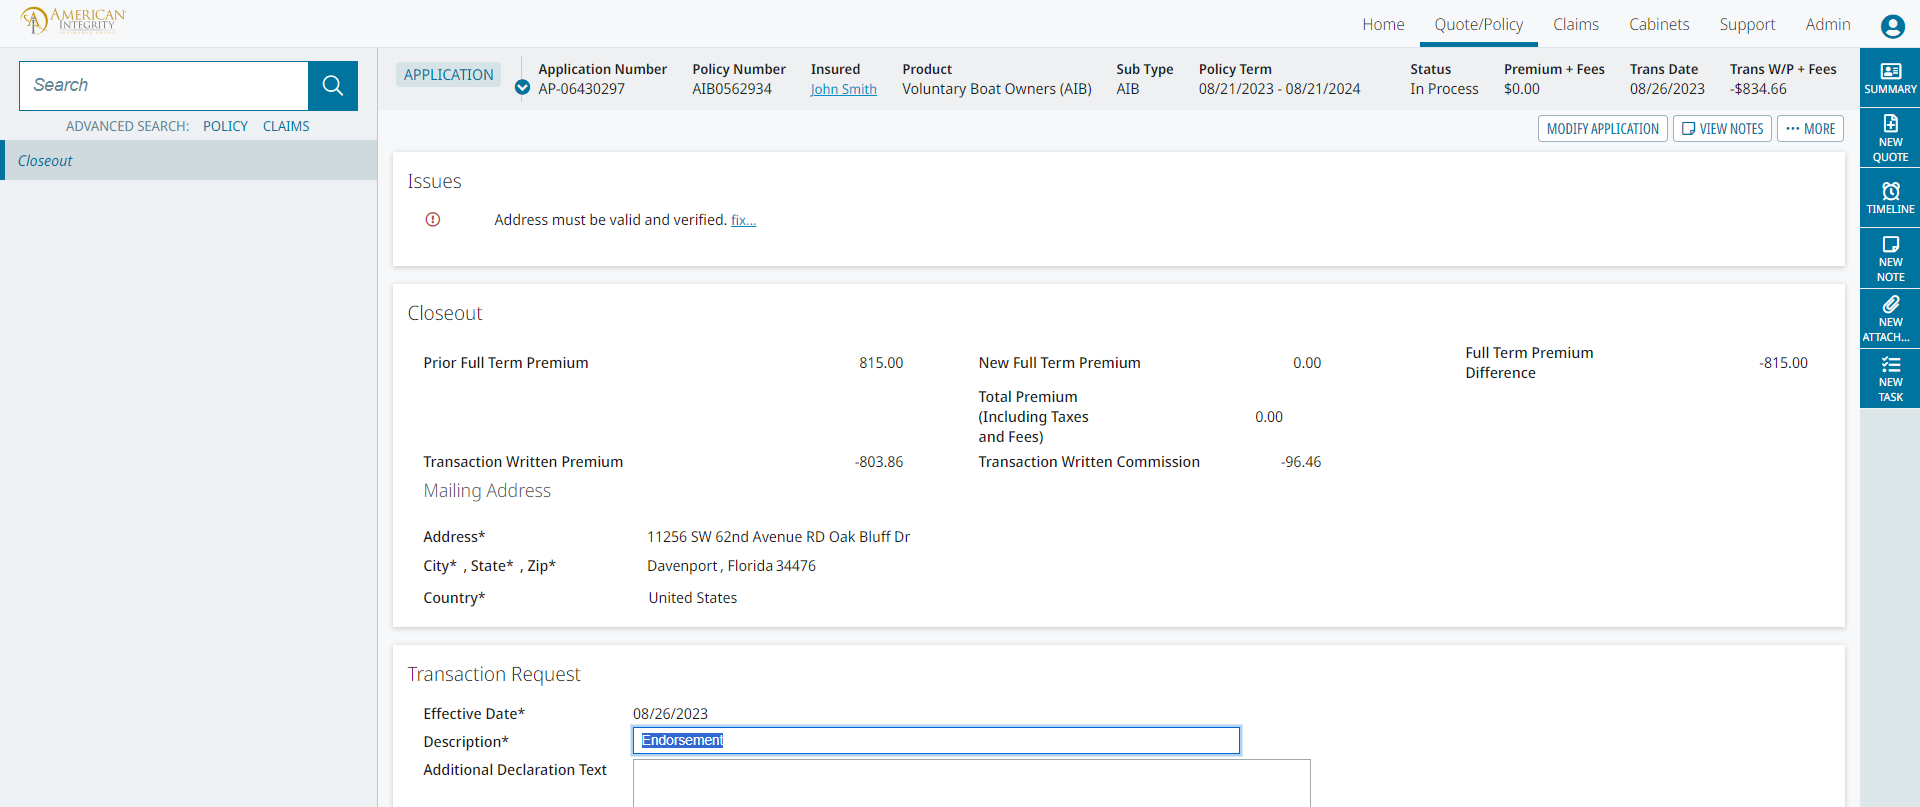 AMERICAN
INTEGRITY
Home Quote/Policy Claims Cabinets Support Admin
Search
ADVANCED SEARCH: POLICY CLAIMS
Closeout
APPLICATION
Application Number Policy Number Insured Product Sub Type Policy Term Status Premium + Fees Trans Date Trans W/P + Fees
AP-06430297 AIB0562934 John Smith Voluntary Boat Owners (AIB) AIB 08/21/2023 - 08/21/2024 In Process $0.00 08/26/2023 -$834.66
MODIFY APPLICATION VIEW NOTES ••• MORE
SUMMARY
NEW
QUOTE
TIMELINE
NEW
NOTE
NEW
ATTACH...
NEW
TASK
Issues
Address must be valid and verified. fix...
Closeout
Prior Full Term Premium 815.00 New Full Term Premium 0.00 Full Term Premium
Difference -815.00
Total Premium
(Including Taxes 0.00
and Fees)
Transaction Written Premium -803.86 Transaction Written Commission -96.46
Mailing Address
Address* 11256 SW 62nd Avenue RD Oak Bluff Dr
City* , State* , Zip* Davenport , Florida 34476
Country* United States
Transaction Request
Effective Date* 08/26/2023
Description* Endorsement
Additional Declaration Text